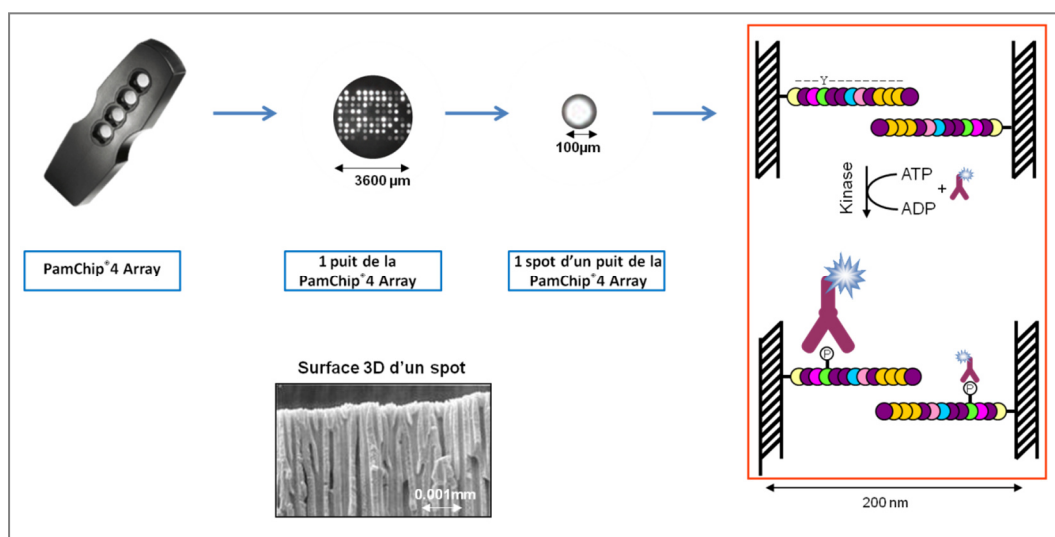 3600 µm
100µm
PamChip®4 Array
1 puit de la
PamChip®4 Array
1 spot d'un puit de la
PamChip®4 Array
---Y----------
Kinase
ATP
+
ADP
P
P
Surface 3D d'un spot
0.001mm
200 nm